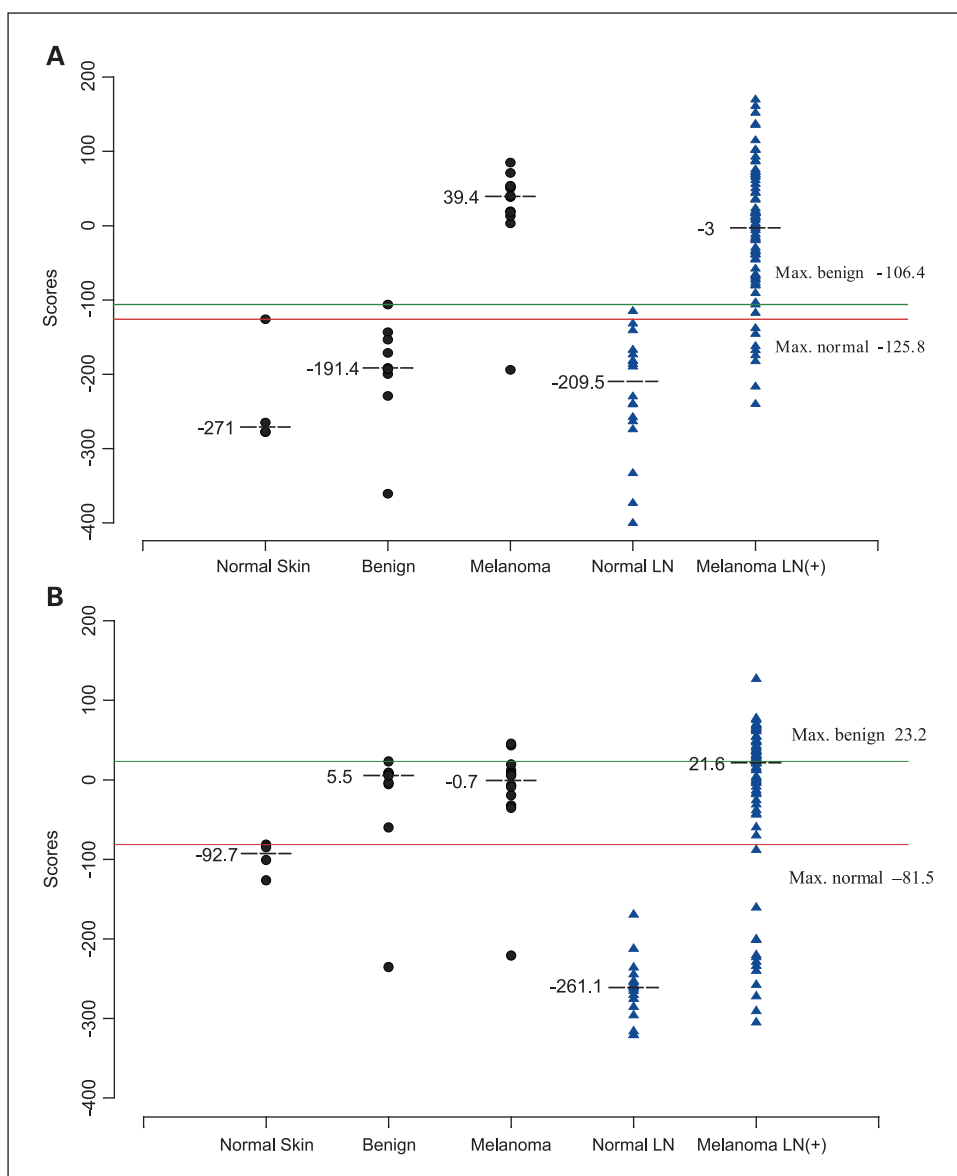 A
200
100
0
-100
-200
-300
-400
Scores
39.4
-3
Max. benign -106.4
-191.4
-209.5
Max. normal -125.8
-271
Normal Skin Benign Melanoma Normal LN Melanoma LN(+)
B
200
100
0
-100
-200
-300
-400
Scores
Max. benign 23.2
5.5
-0.7
21.6
-92.7
Max. normal –81.5
-261.1
Normal Skin Benign Melanoma Normal LN Melanoma LN(+)